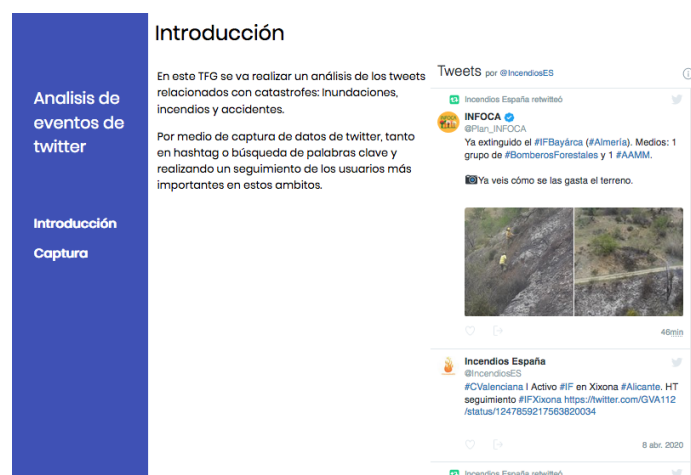 Analisis de
eventos de
twitter
Introducción
Captura
Introducción
En este TFG se va realizar un análisis de los tweets
relacionados con catastrofes: Inundaciones,
incendios y accidentes.
Por medio de captura de datos de twitter, tanto
en hashtag o búsqueda de palabras clave y
realizando un seguimiento de los usuarios más
importantes en estos ambitos.
Tweets por @IncendiosES
Incendios España retwitteó
INFOCA
@Plan_INFOCA
Ya extinguido el #IFBayárca (#Almería). Medios: 1
grupo de #BomberosForestales y 1 #AAMM.
Ya veis cómo se las gasta el terreno.
46min
Incendios España
@IncendiosES
#CValenciana I Activo #IF en Xixona #Alicante. HT
seguimiento #IFXixona https://twitter.com/GVA112
/status/1247859217563820034
8 abr. 2020
Incendios España retwitteó